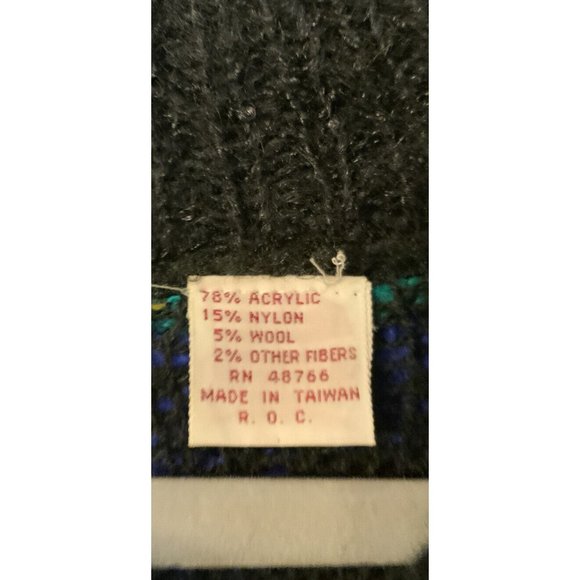 78% ACRYLIC
15% NYLON
5% WOOL
2% OTHER FIBERS
RN 48766
MADE IN TAIWAN
R. O. C.